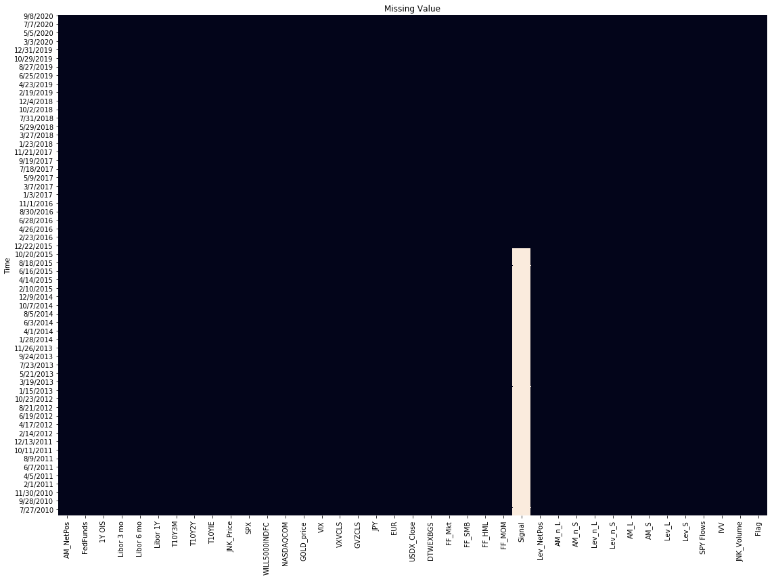 Missing Value
9/8/2020
7/7/2020
5/5/2020
3/3/2020
12/31/2019
10/29/2019
8/27/2019
6/25/2019
4/23/2019
2/19/2019
12/4/2018
10/2/2018
7/31/2018
5/29/2018
3/27/2018
1/23/2018
11/21/2017
9/19/2017
7/18/2017
5/9/2017
3/7/2017
1/3/2017
11/1/2016
8/30/2016
6/28/2016
4/26/2016
2/23/2016
12/22/2015
10/20/2015
8/18/2015
6/16/2015
4/14/2015
2/10/2015
12/9/2014
10/7/2014
8/5/2014
6/3/2014
4/1/2014
1/28/2014
11/26/2013
9/24/2013
7/23/2013
5/21/2013
3/19/2013
1/15/2013
10/23/2012
8/21/2012
6/19/2012
4/17/2012
2/14/2012
12/13/2011
10/11/2011
8/9/2011
6/7/2011
4/5/2011
2/1/2011
11/30/2010
9/28/2010
7/27/2010
Time
AM_NetPos
FedFunds
1Y OIS
Libor 3 mo
Libor 6 mo
Libor 1Y
T10Y3M
T10Y2Y
T10YIE
JNK_Price
SPX
WILL5000INDFC
NASDAQCOM
GOLD_price
VIX
VXVCLS
GVZCLS
JPY
EUR
USDX_Close
DTWEXBGS
FF_Mkt
FF_SMB
FF_HML
FF_MOM
Signal
Lev_NetPos
AM_n_L
AM_n_S
Lev_n_L
Lev_n_S
AM_L
AM_S
Lev_L
Lev_S
SPY Flows
IVV
JNK_Volume
Flag